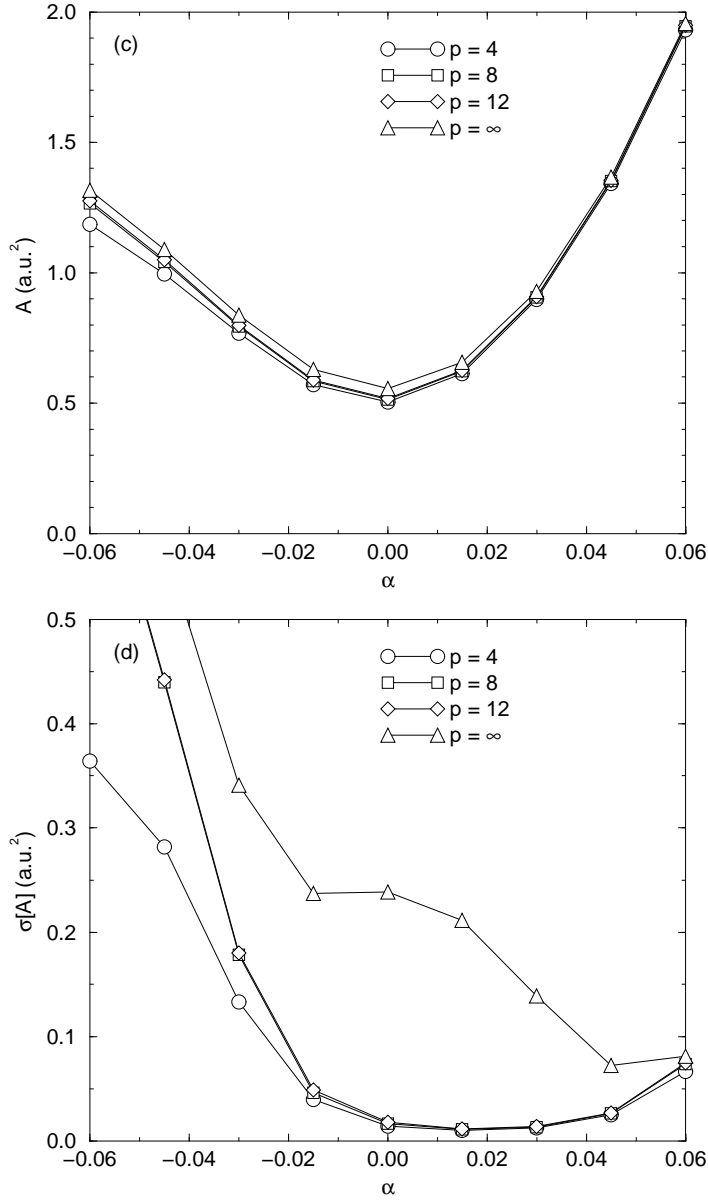 (c)
p = 4
p = 8
p = 12
p = ∞
2.0
1.5
1.0
0.5
0.0
A (a.u.²)
−0.06 −0.04 −0.02 0.00 0.02 0.04 0.06
α
(d)
p = 4
p = 8
p = 12
p = ∞
0.5
0.4
0.3
0.2
0.1
0.0
σ[A] (a.u.²)
−0.06 −0.04 −0.02 0.00 0.02 0.04 0.06
α